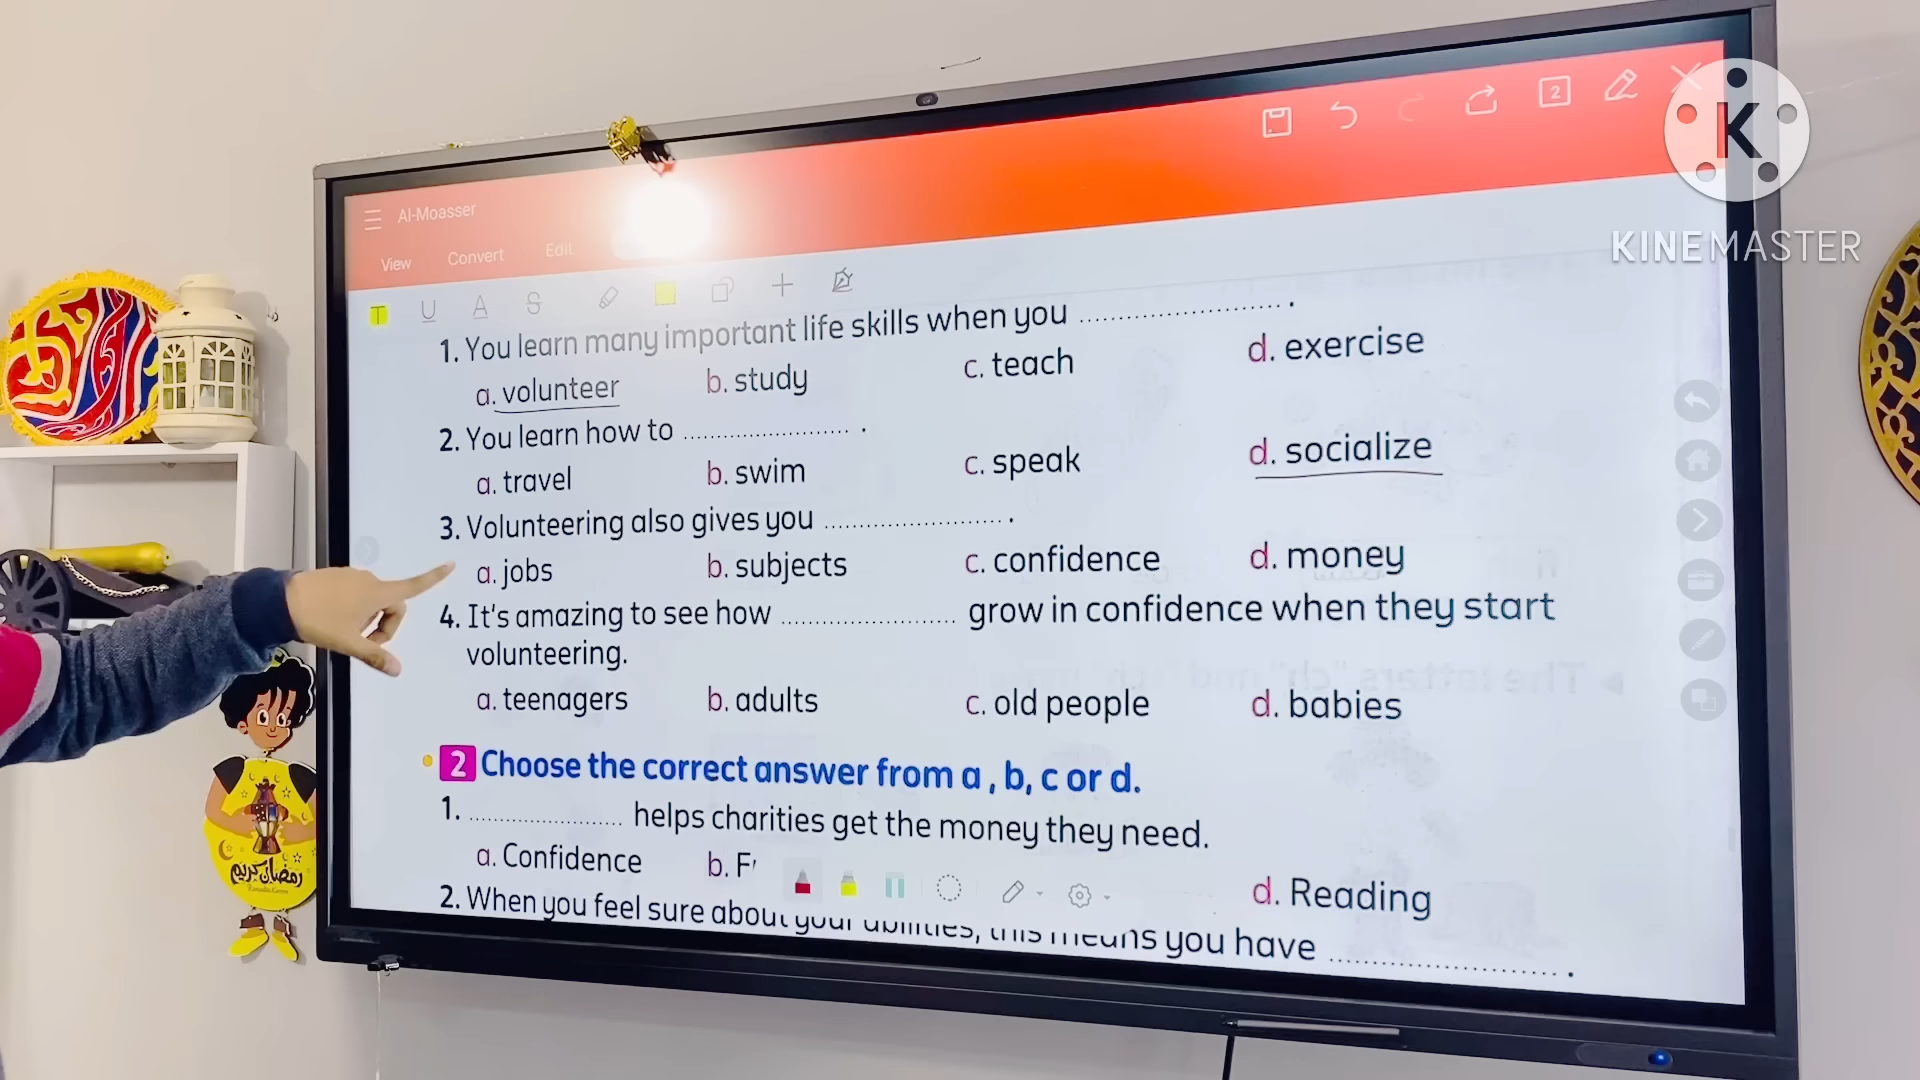 Al-Moasser
View Convert Edit
T U A S
2
K
KINEMASTER
1. You learn many important life skills when you .......................... .
a. volunteer b. study c. teach d. exercise
2. You learn how to .......................... .
a. travel b. swim c. speak d. socialize
3. Volunteering also gives you .......................... .
a. jobs b. subjects c. confidence d. money
4. It's amazing to see how .......................... grow in confidence when they start
volunteering.
a. teenagers b. adults c. old people d. babies
2 Choose the correct answer from a , b, c or d.
1. .......................... helps charities get the money they need.
a. Confidence b. d. Reading
2. When you feel sure about your abilities, this means you have .......................... .
رمضان كريم